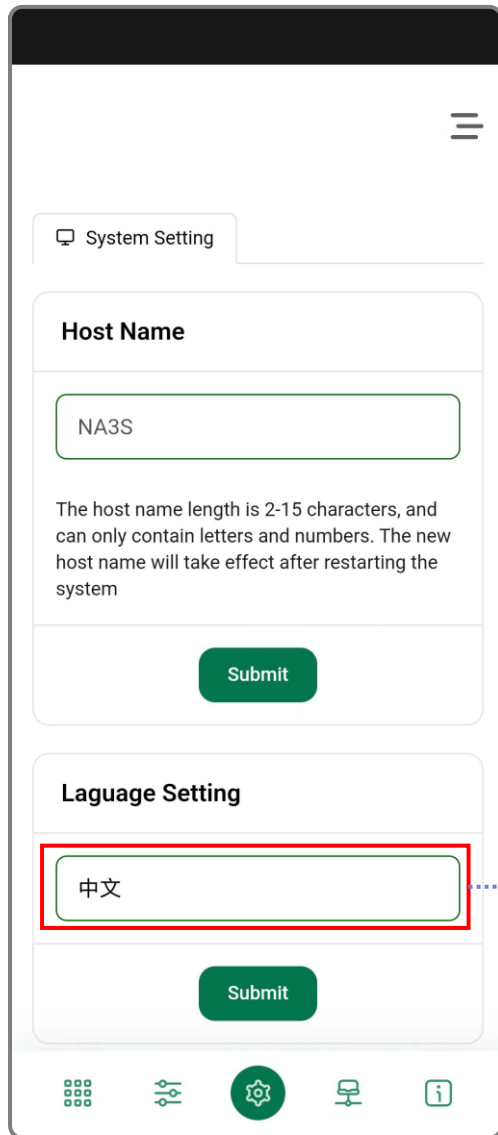 System Setting
Host Name
NA3S
The host name length is 2-15 characters, and
can only contain letters and numbers. The new
host name will take effect after restarting the
system
Submit
Laguage Setting
中文
Submit